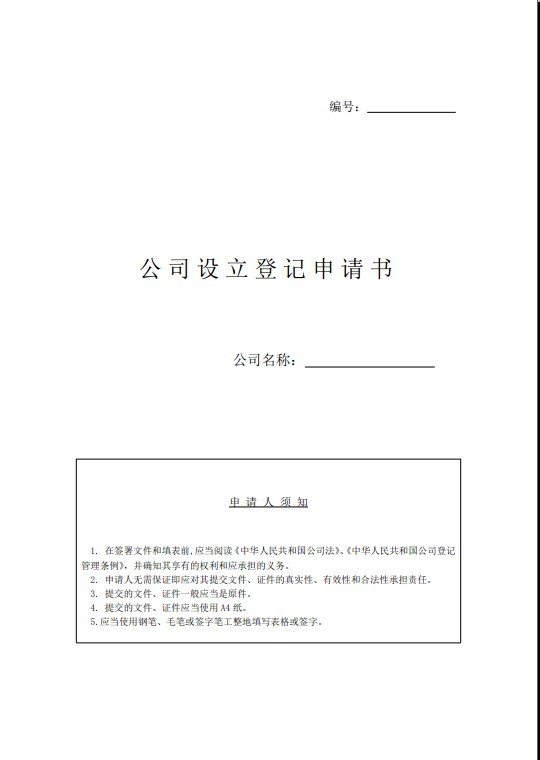 编号：
公司设立登记申请书
公司名称：
申请人须知
1. 在签署文件和填表前,应当阅读《中华人民共和国公司法》、《中华人民共和国公司登记
管理条例》，并确知其享有的权利和应承担的义务。
2. 申请人无需保证即应对其提交文件、证件的真实性、有效性和合法性承担责任。
3. 提交的文件、证件一般应当是原件。
4. 提交的文件、证件应当使用 A4 纸。
5.应当使用钢笔、毛笔或签字笔工整地填写表格或签字。